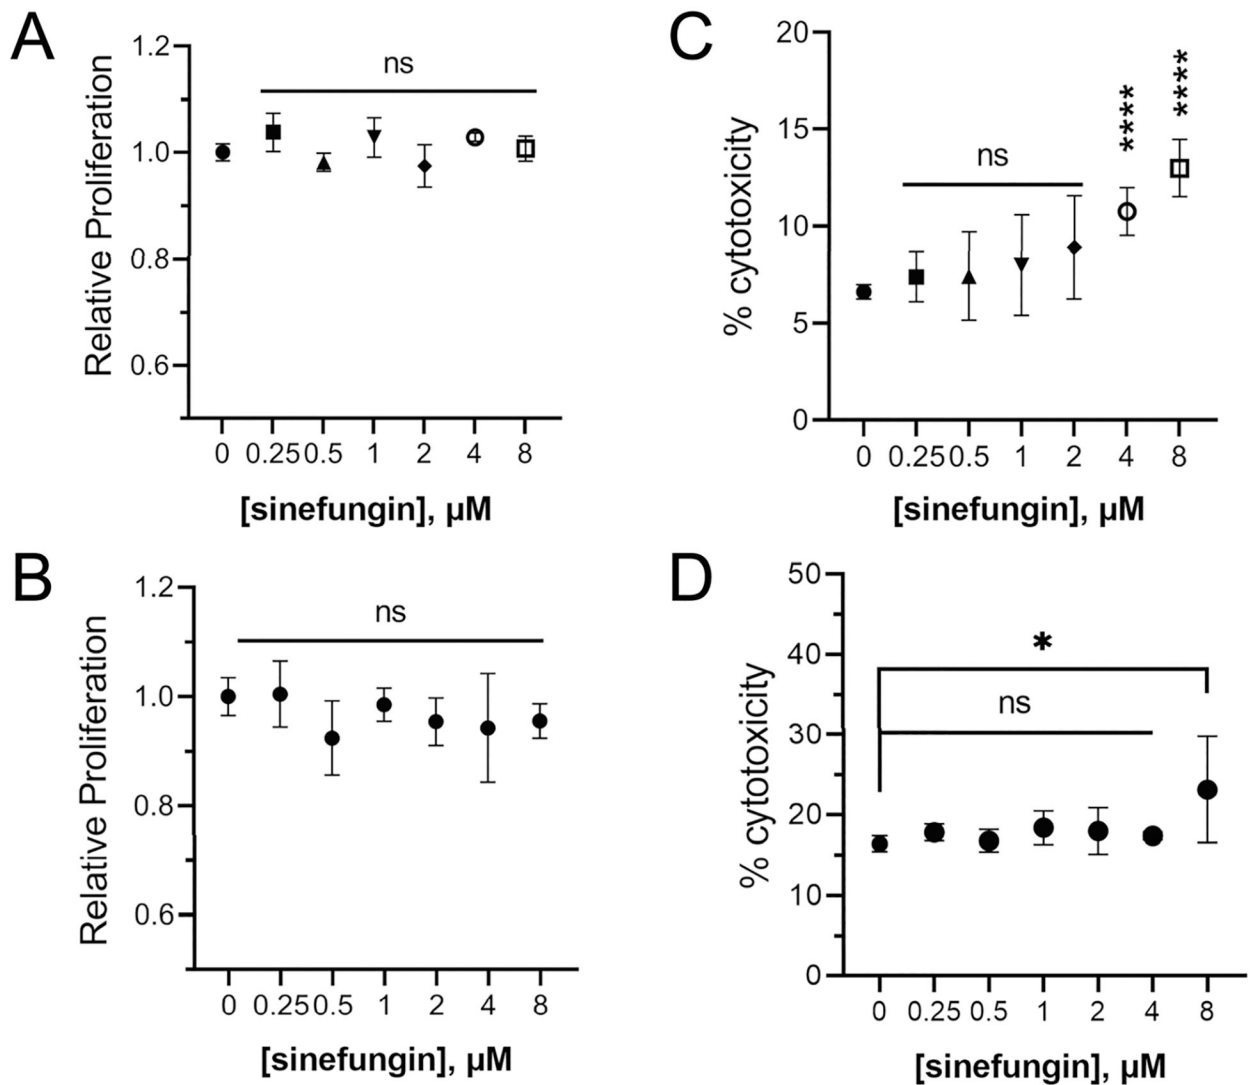 A
Relative Proliferation
1.2
1.0
0.8
0.6
ns
0 0.25 0.5 1 2 4 8
[sinefungin], µM
C
% cytotoxicity
20
15
10
5
0
ns
****
****
0 0.25 0.5 1 2 4 8
[sinefungin], µM
B
Relative Proliferation
1.2
1.0
0.8
0.6
ns
0 0.25 0.5 1 2 4 8
[sinefungin], µM
D
% cytotoxicity
50
40
30
20
10
0
*
ns
0 0.25 0.5 1 2 4 8
[sinefungin], µM